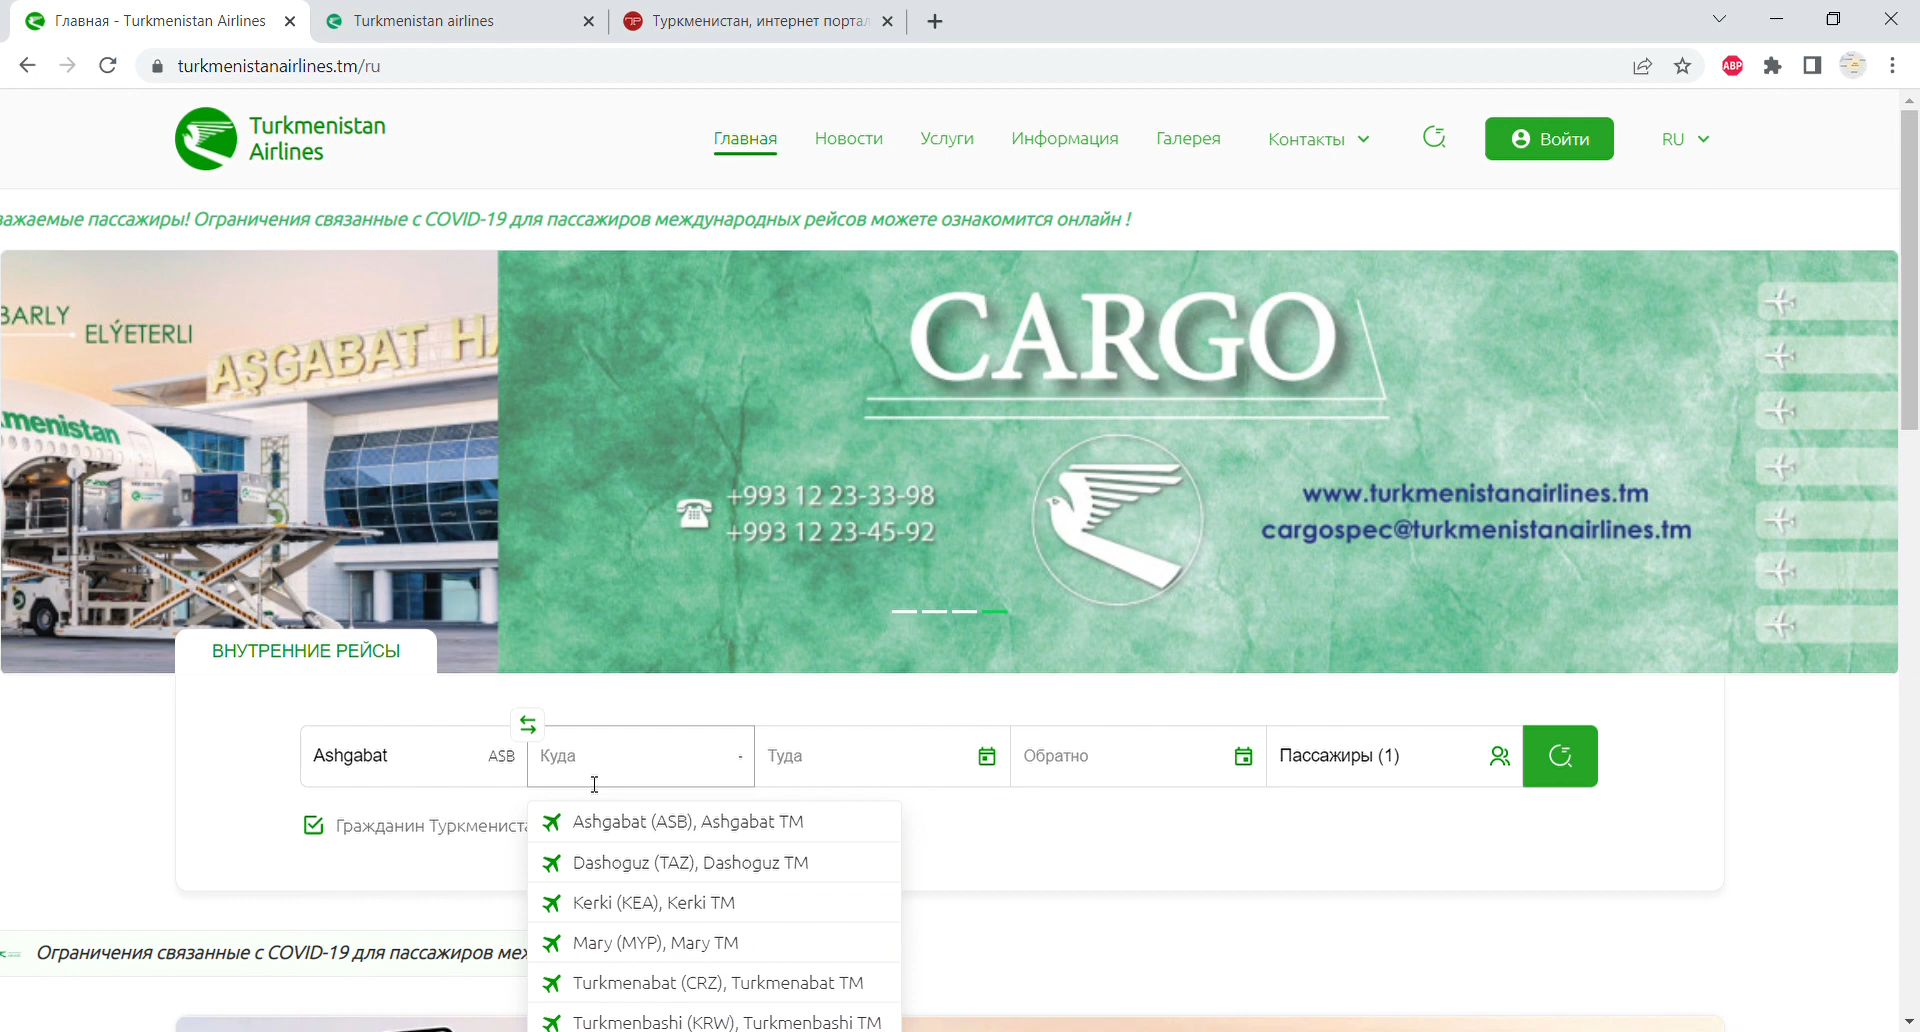 Главная - Turkmenistan Airlines
Turkmenistan airlines
Туркменистан, интернет портал
turkmenistanairlines.tm/ru
ABP
Turkmenistan
Airlines
Главная
Новости
Услуги
Информация
Галерея
Контакты
Войти
RU
важаемые пассажиры! Ограничения связанные с COVID-19 для пассажиров международных рейсов можете ознакомится онлайн !
BARLY
ELÝETERLI
AŞGABAT HA
menistan
CARGO
+993 12 23-33-98
+993 12 23-45-92
www.turkmenistanairlines.tm
cargospec@turkmenistanairlines.tm
ВНУТРЕННИЕ РЕЙСЫ
Ashgabat
ASB
Куда
-
Туда
Обратно
Пассажиры (1)
Гражданин Туркмениста
Ashgabat (ASB), Ashgabat TM
Dashoguz (TAZ), Dashoguz TM
Kerki (KEA), Kerki TM
Mary (MYP), Mary TM
Turkmenabat (CRZ), Turkmenabat TM
Turkmenbashi (KRW), Turkmenbashi TM
Ограничения связанные с COVID-19 для пассажиров меж